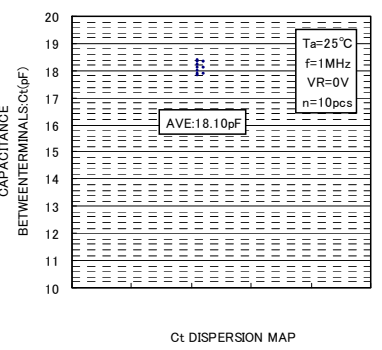 CAPACITANCE
BETWEENTERMINALS:Ct(pF)
20
19
18
17
16
15
14
13
12
11
10
Ta=25°C
f=1MHz
VR=0V
n=10pcs
AVE:18.10pF
Ct DISPERSION MAP